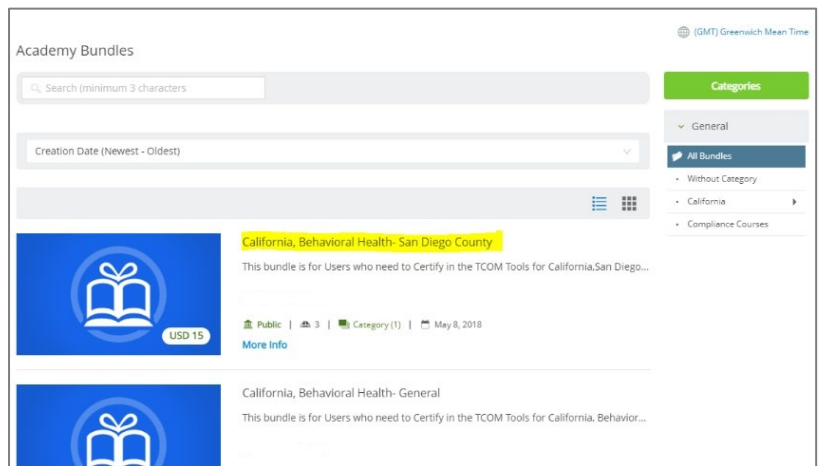 (GMT) Greenwich Mean Time
Academy Bundles
Search (minimum 3 characters
Categories
General
Creation Date (Newest - Oldest)
All Bundles
Without Category
California
Compliance Courses
California, Behavioral Health- San Diego County
This bundle is for Users who need to Certify in the TCOM Tools for California,San Diego...
Public | 3 | Category (1) | May 8, 2018
USD 15
More Info
California, Behavioral Health- General
This bundle is for Users who need to Certify in the TCOM Tools for California, Behavior...